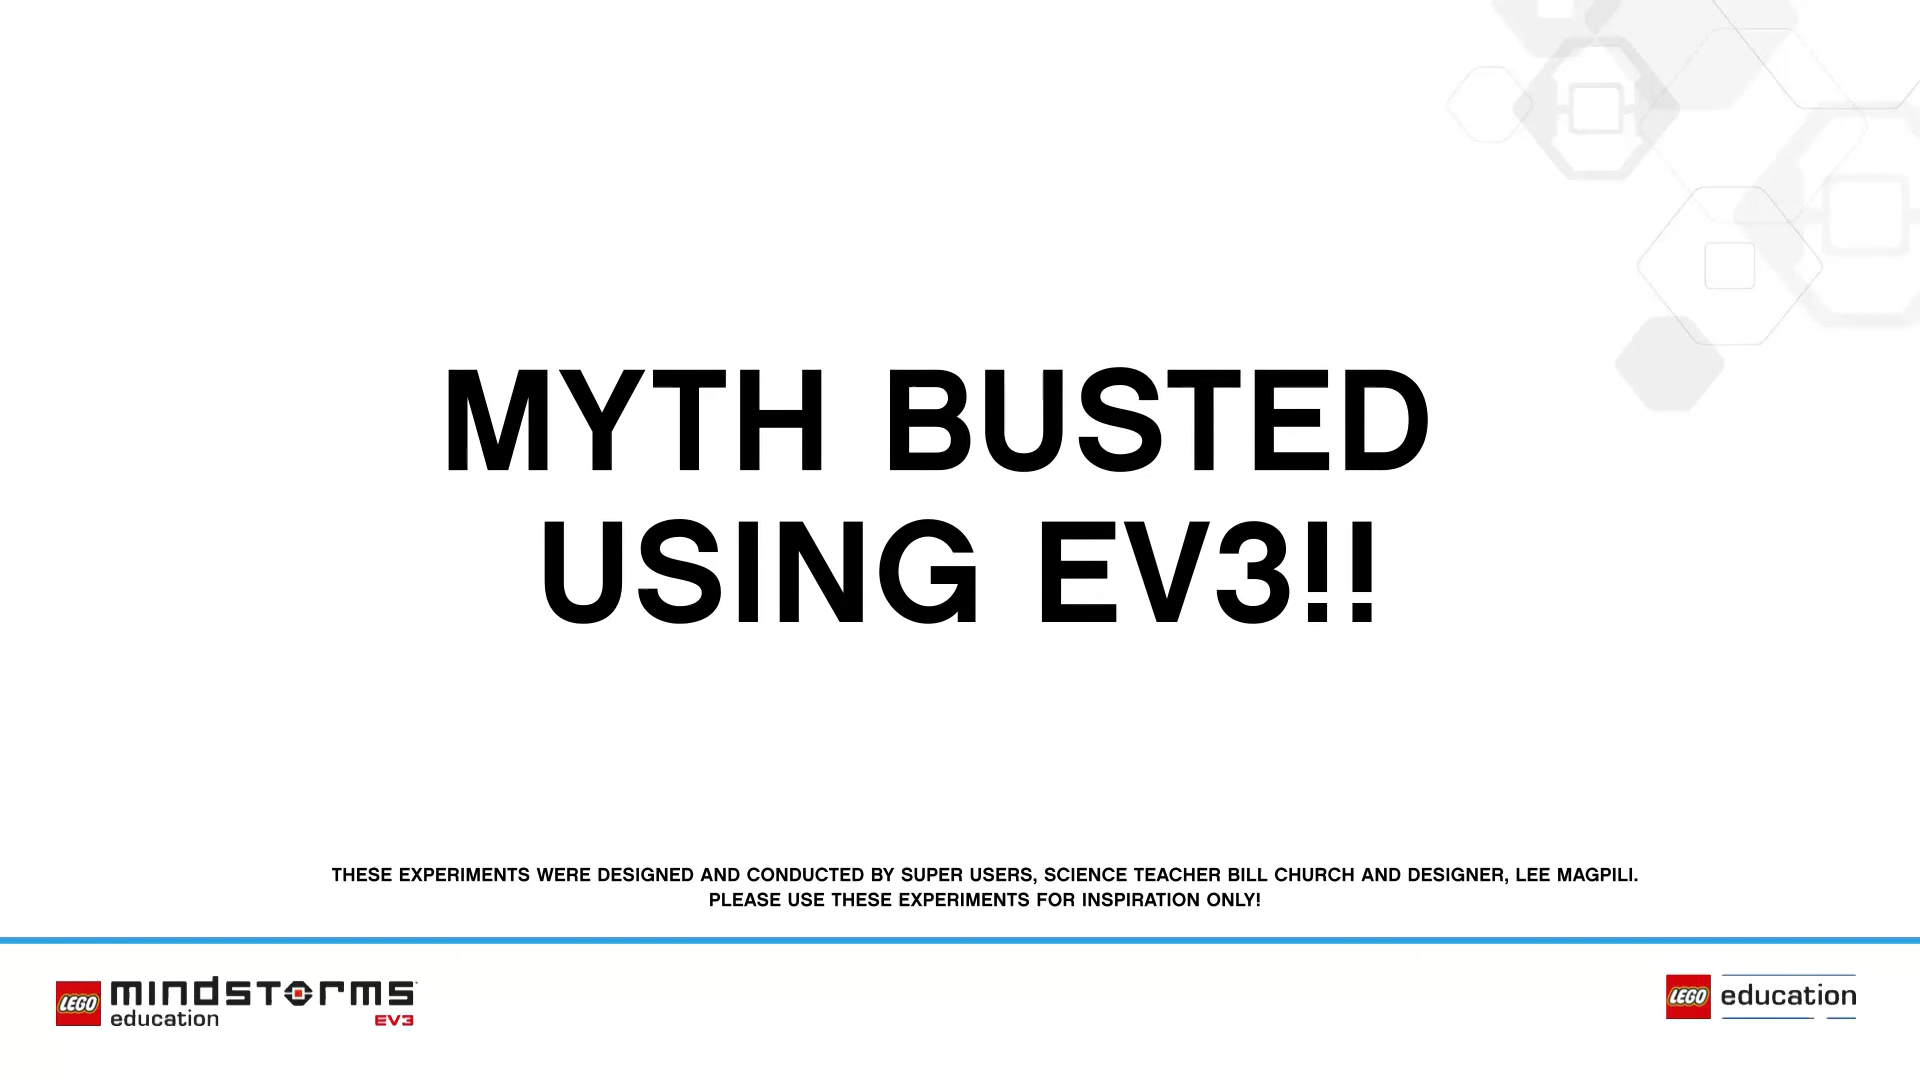 MYTH BUSTED
USING EV3!!
THESE EXPERIMENTS WERE DESIGNED AND CONDUCTED BY SUPER USERS, SCIENCE TEACHER BILL CHURCH AND DESIGNER, LEE MAGPILI.
PLEASE USE THESE EXPERIMENTS FOR INSPIRATION ONLY!
LEGO mindstorms
education EV3
LEGO education